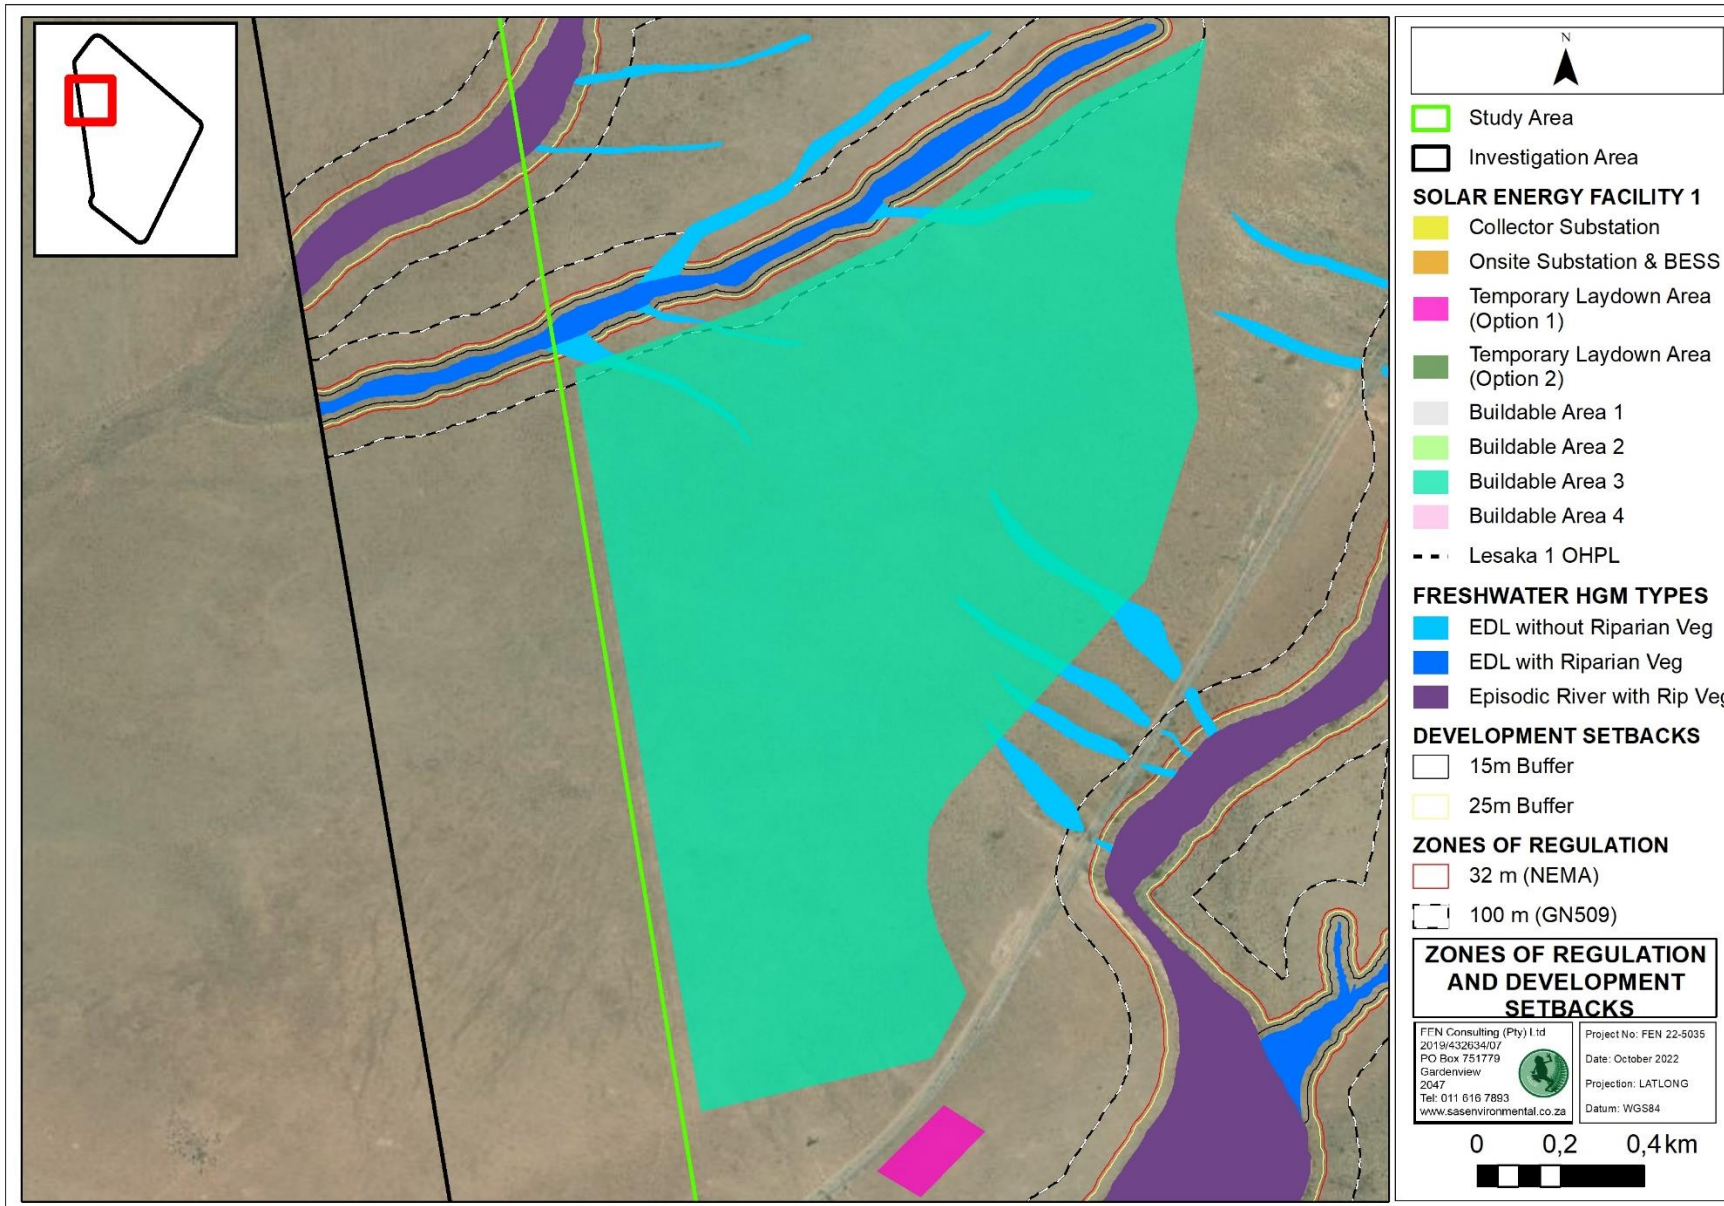 N
Study Area
Investigation Area
SOLAR ENERGY FACILITY 1
Collector Substation
Onsite Substation & BESS
Temporary Laydown Area
(Option 1)
Temporary Laydown Area
(Option 2)
Buildable Area 1
Buildable Area 2
Buildable Area 3
Buildable Area 4
Lesaka 1 OHPL
FRESHWATER HGM TYPES
EDL without Riparian Veg
EDL with Riparian Veg
Episodic River with Rip Veg
DEVELOPMENT SETBACKS
15m Buffer
25m Buffer
ZONES OF REGULATION
32 m (NEMA)
100 m (GN509)
ZONES OF REGULATION
AND DEVELOPMENT
SETBACKS
FEN Consulting (Pty) Ltd
2019/432634/07
PO Box 751779
Gardenview
2047
Tel: 011 616 7893
www.sasenvironmental.co.za
Project No: FEN 22-5035
Date: October 2022
Projection: LATLONG
Datum: WGS84
0 0,2 0,4 km